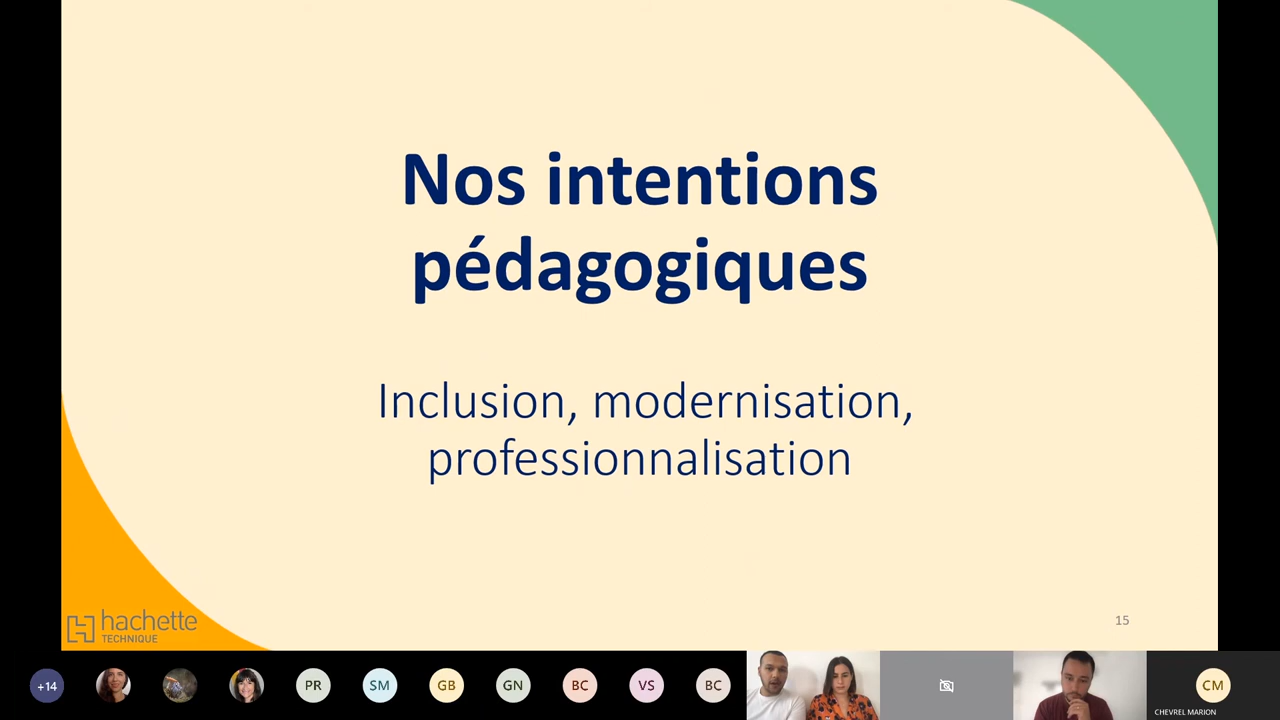 Nos intentions
pédagogiques
Inclusion, modernisation,
professionnalisation
hachette
TECHNIQUE
15
+14
PR
SM
GB
GN
BC
VS
BC
CM
CHEVREL MARION